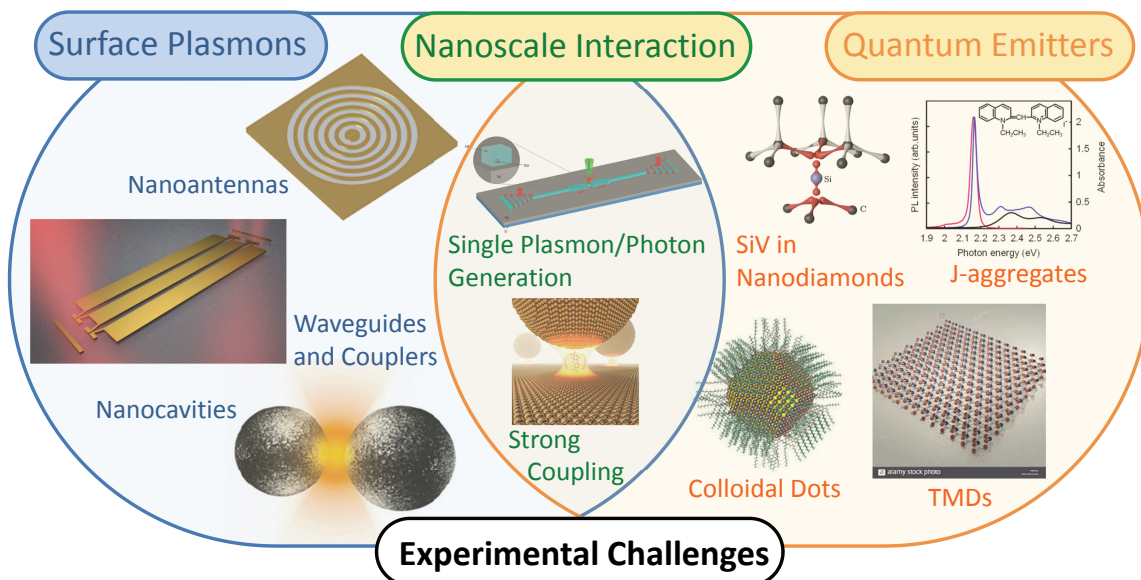 Surface Plasmons
Nanoscale Interaction
Quantum Emitters
Nanoantennas
Waveguides
and Couplers
Nanocavities
Single Plasmon/Photon
Generation
Strong
Coupling
Si
C
SiV in
Nanodiamonds
PL intensity (arb.units)
Absorbance
2
1.5
1
0.5
0
1.9 2 2.1 2.2 2.3 2.4 2.5 2.6 2.7
Photon energy (eV)
CH
C₂CH₅
J-aggregates
Colloidal Dots
a alamy stock photo
TMDs
Experimental Challenges